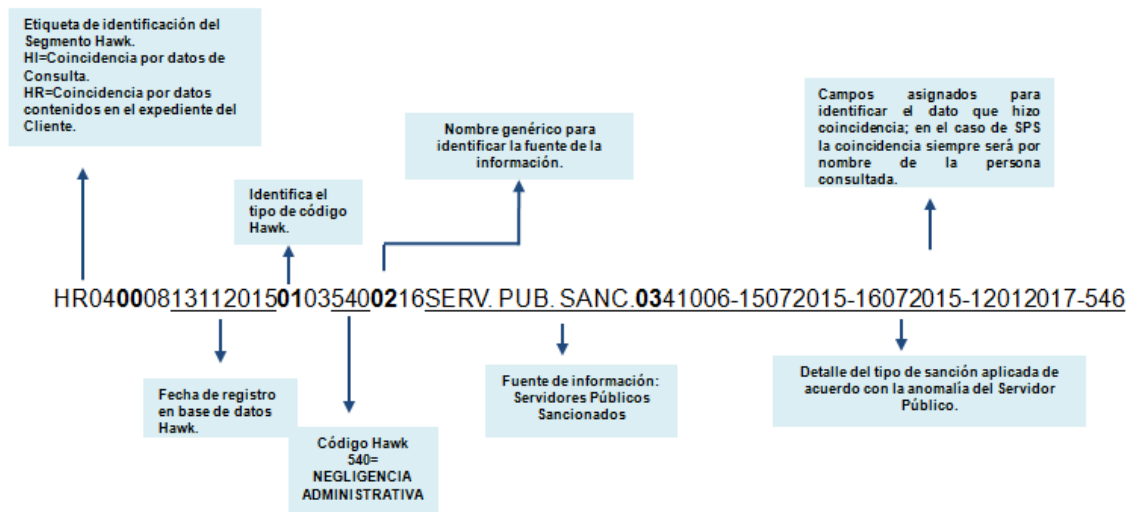 Etiqueta de identificación del
Segmento Hawk.
HI=Coincidencia por datos de
Consulta.
HR=Coincidencia por datos
contenidos en el expediente del
Cliente.
Identifica el
tipo de código
Hawk.
Nombre genérico para
identificar la fuente de la
información.
Campos asignados para
identificar el dato que hizo
coincidencia; en el caso de SPS
la coincidencia siempre será por
nombre de la persona
consultada.
HR0400081311201501035400216SERV. PUB. SANC.0341006-15072015-16072015-12012017-546
Fecha de registro
en base de datos
Hawk.
Código Hawk
540=
NEGLIGENCIA
ADMINISTRATIVA
Fuente de información:
Servidores Públicos
Sancionados
Detalle del tipo de sanción aplicada de
acuerdo con la anomalía del Servidor
Público.